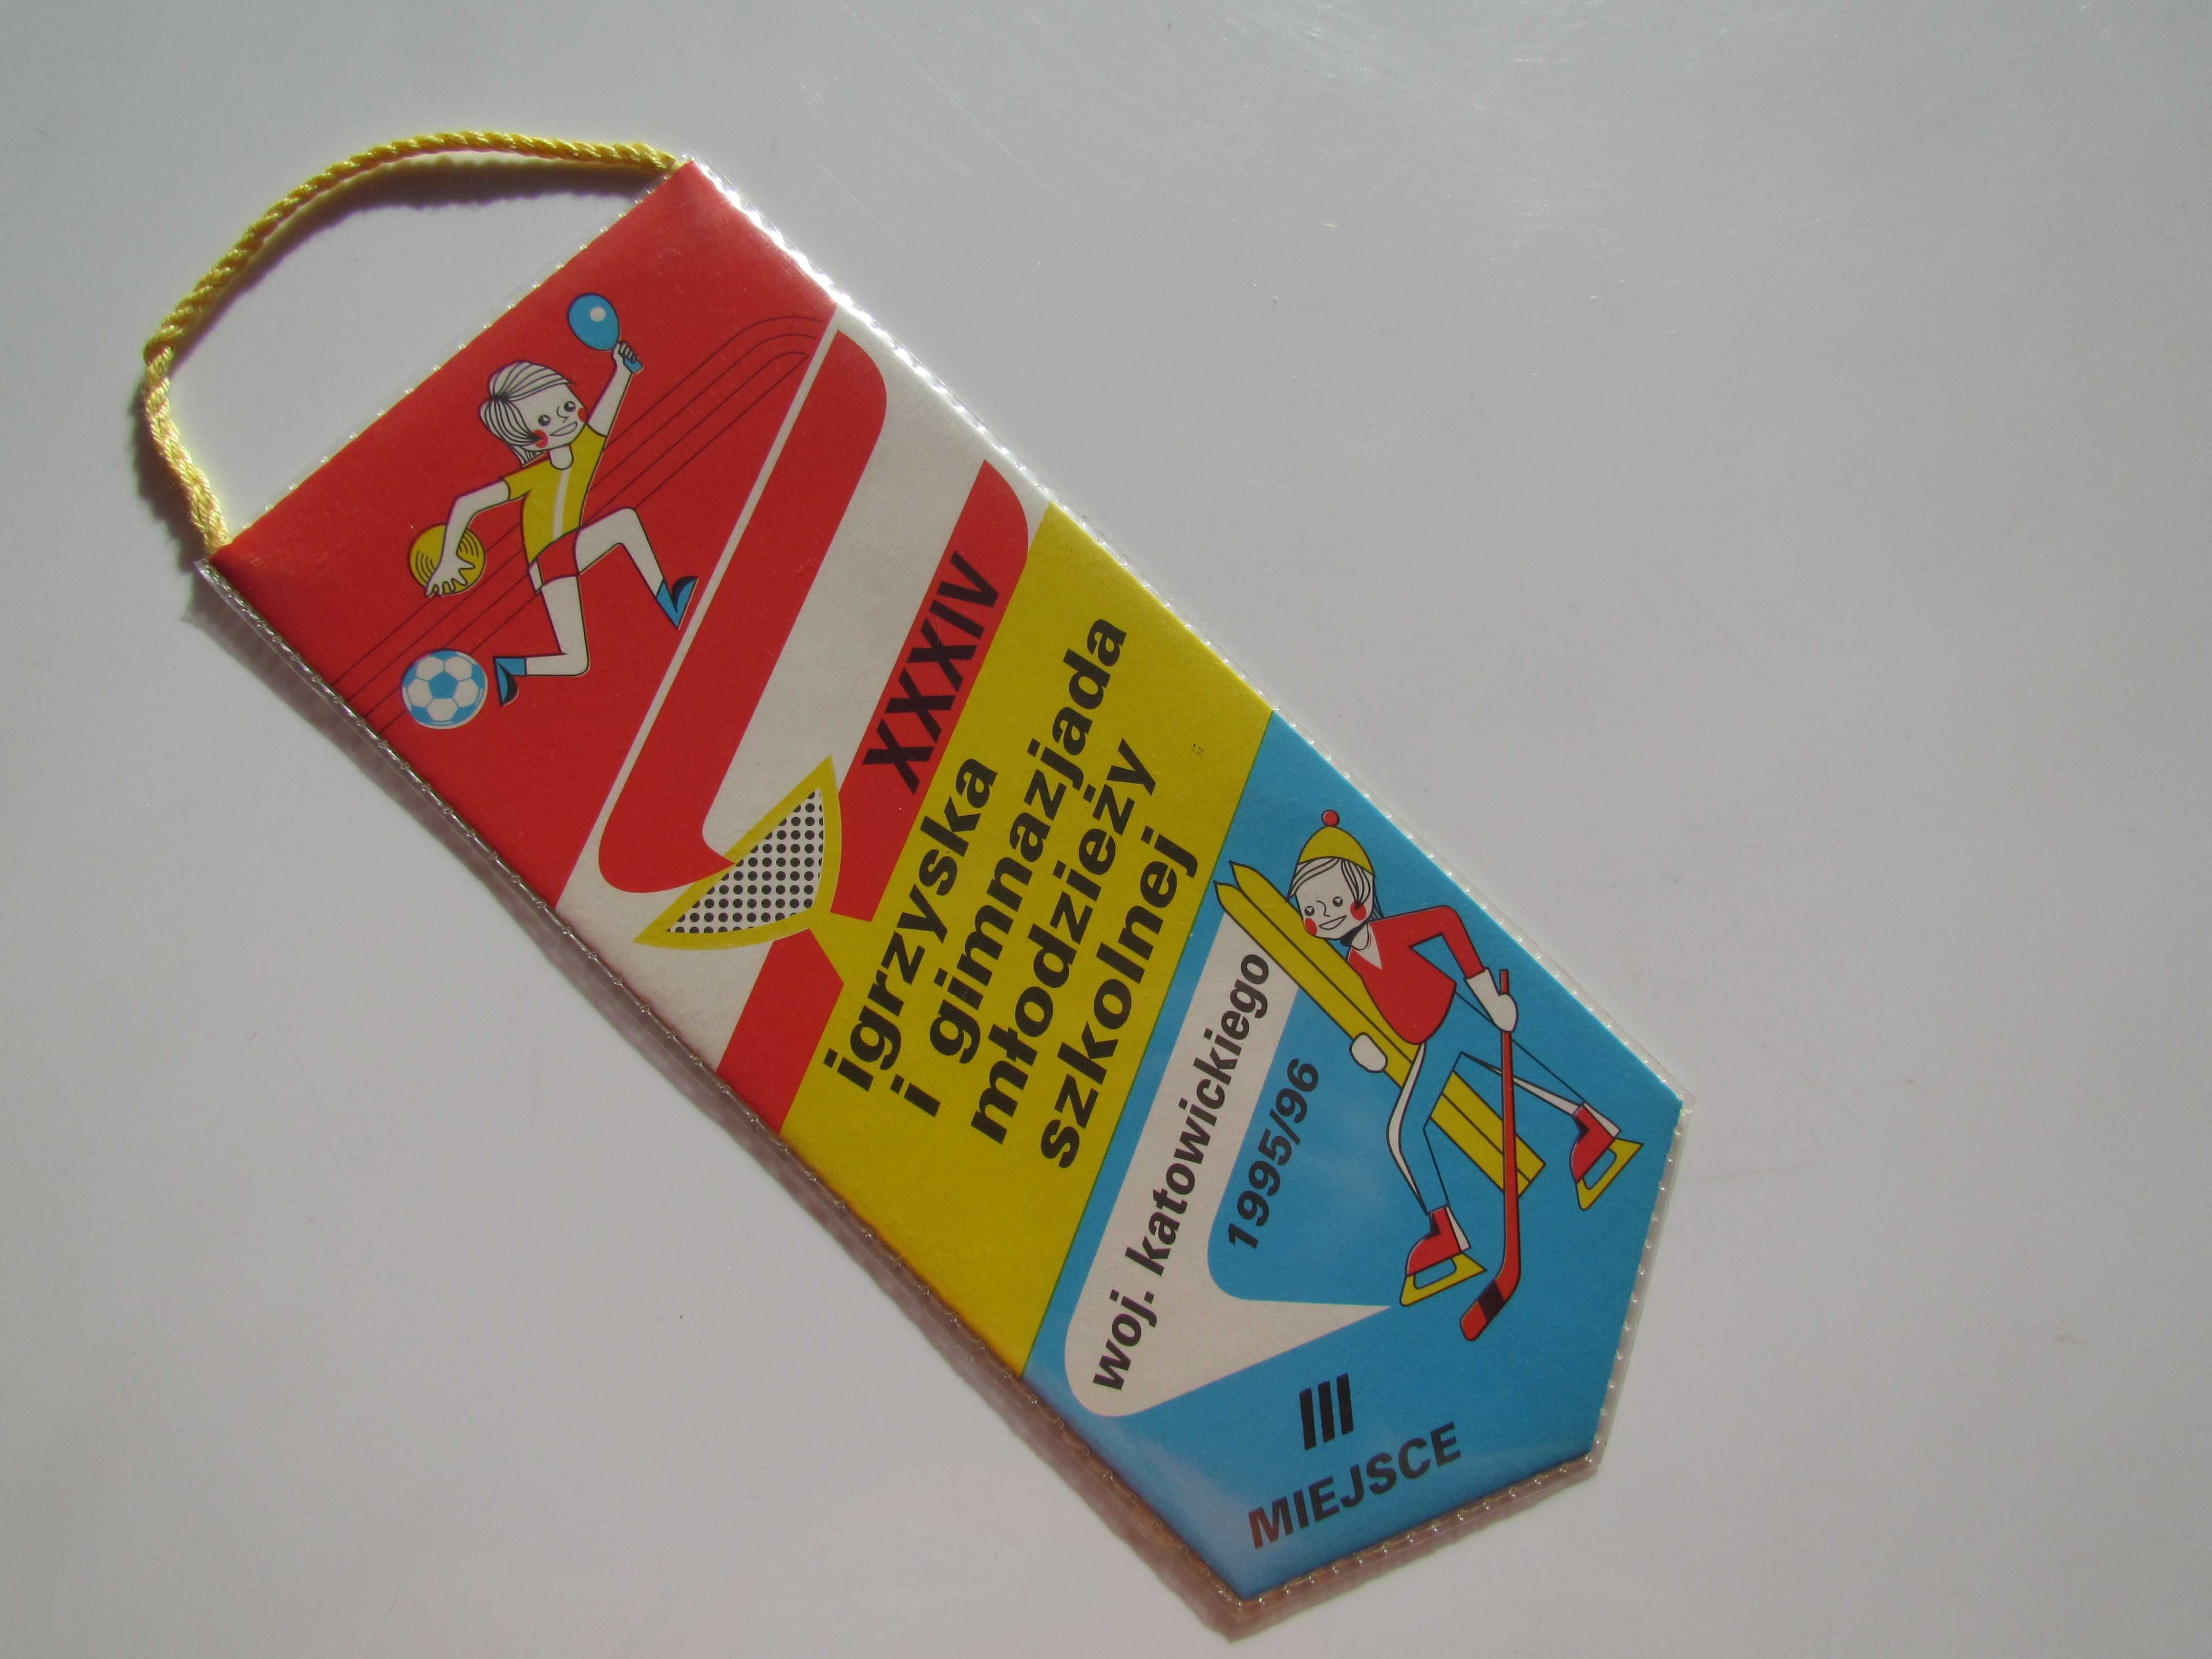 XXXIV
igrzyska
i gimnazjada
młodzieży
szkolnej
woj. katowickiego
1995/96
III
MIEJSCE